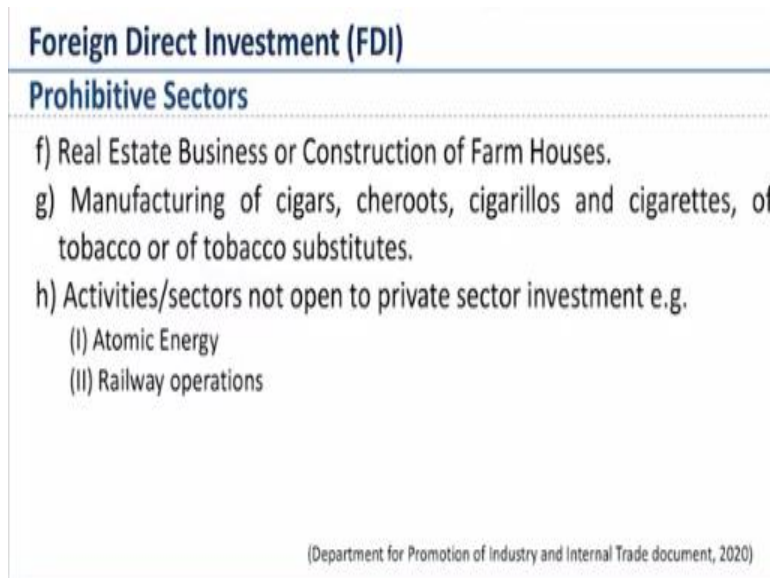 Foreign Direct Investment (FDI)
Prohibitive Sectors
f) Real Estate Business or Construction of Farm Houses.
g) Manufacturing of cigars, cheroots, cigarillos and cigarettes, of
tobacco or of tobacco substitutes.
h) Activities/sectors not open to private sector investment e.g.
(I) Atomic Energy
(II) Railway operations
(Department for Promotion of Industry and Internal Trade document, 2020)